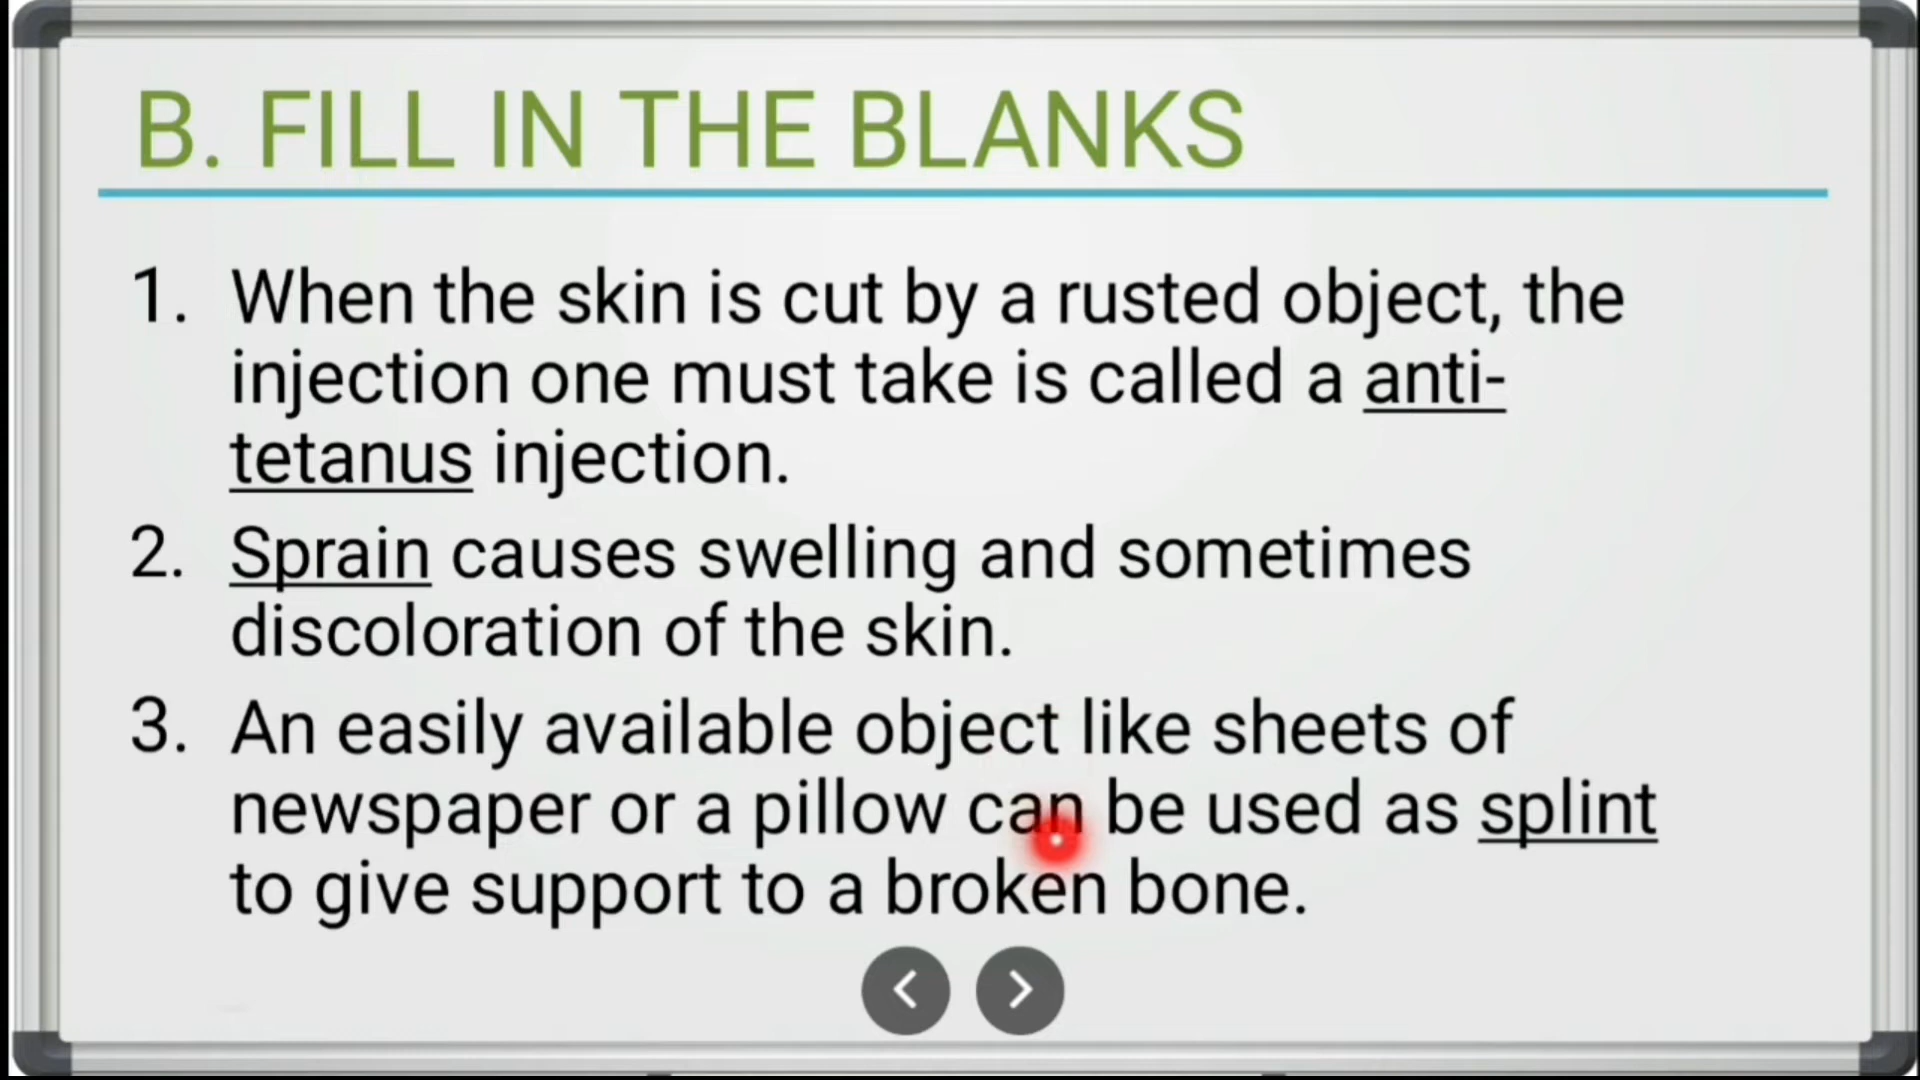 B. FILL IN THE BLANKS
1. When the skin is cut by a rusted object, the
injection one must take is called a anti-
tetanus injection.
2. Sprain causes swelling and sometimes
discoloration of the skin.
3. An easily available object like sheets of
newspaper or a pillow can be used as splint
to give support to a broken bone.